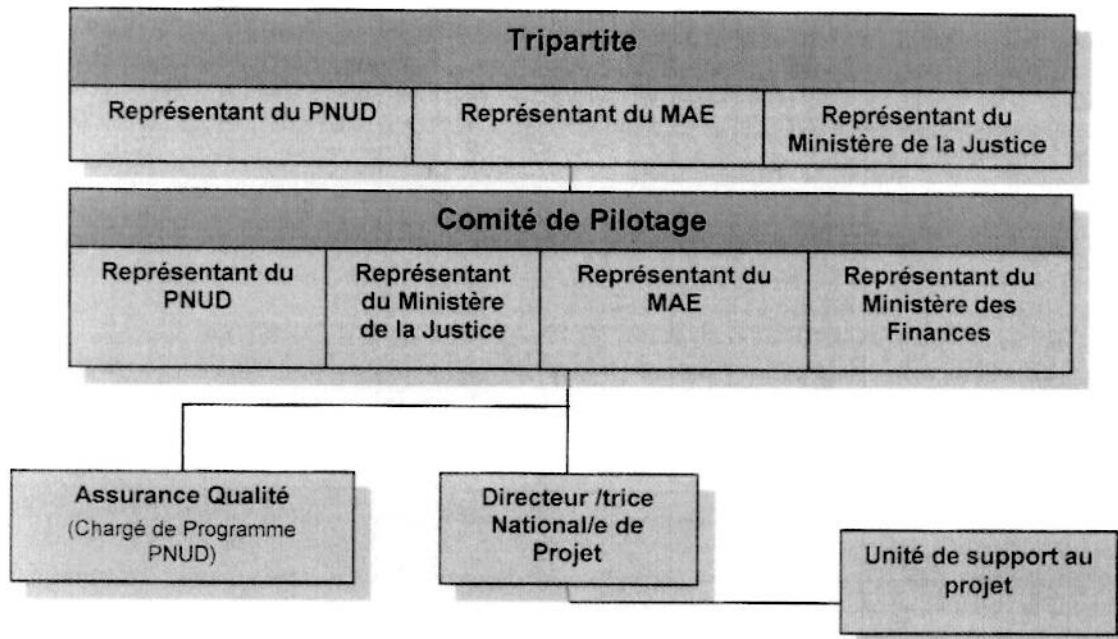 Tripartite
Représentant du PNUD
Représentant du MAE
Représentant du
Ministère de la Justice
Comité de Pilotage
Représentant du
PNUD
Représentant
du Ministère
de la Justice
Représentant du
MAE
Représentant du
Ministère des
Finances
Assurance Qualité
(Chargé de Programme
PNUD)
Directeur /trice
National/e de
Projet
Unité de support au
projet